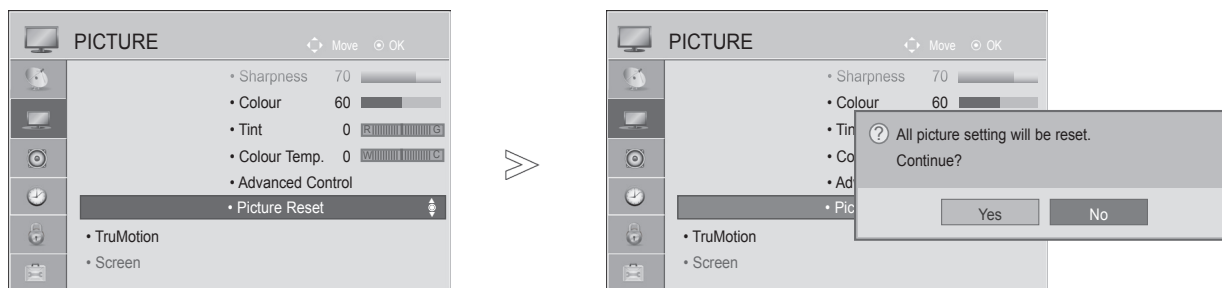 PICTURE Move OK
• Sharpness 70
• Colour 60
• Tint 0 R G
• Colour Temp. 0 W C
• Advanced Control
• Picture Reset
• TruMotion
• Screen
PICTURE Move OK
• Sharpness 70
• Colour 60
• Tin
• Co
• Ad
• Pic
? All picture setting will be reset.
Continue?
Yes No
• TruMotion
• Screen